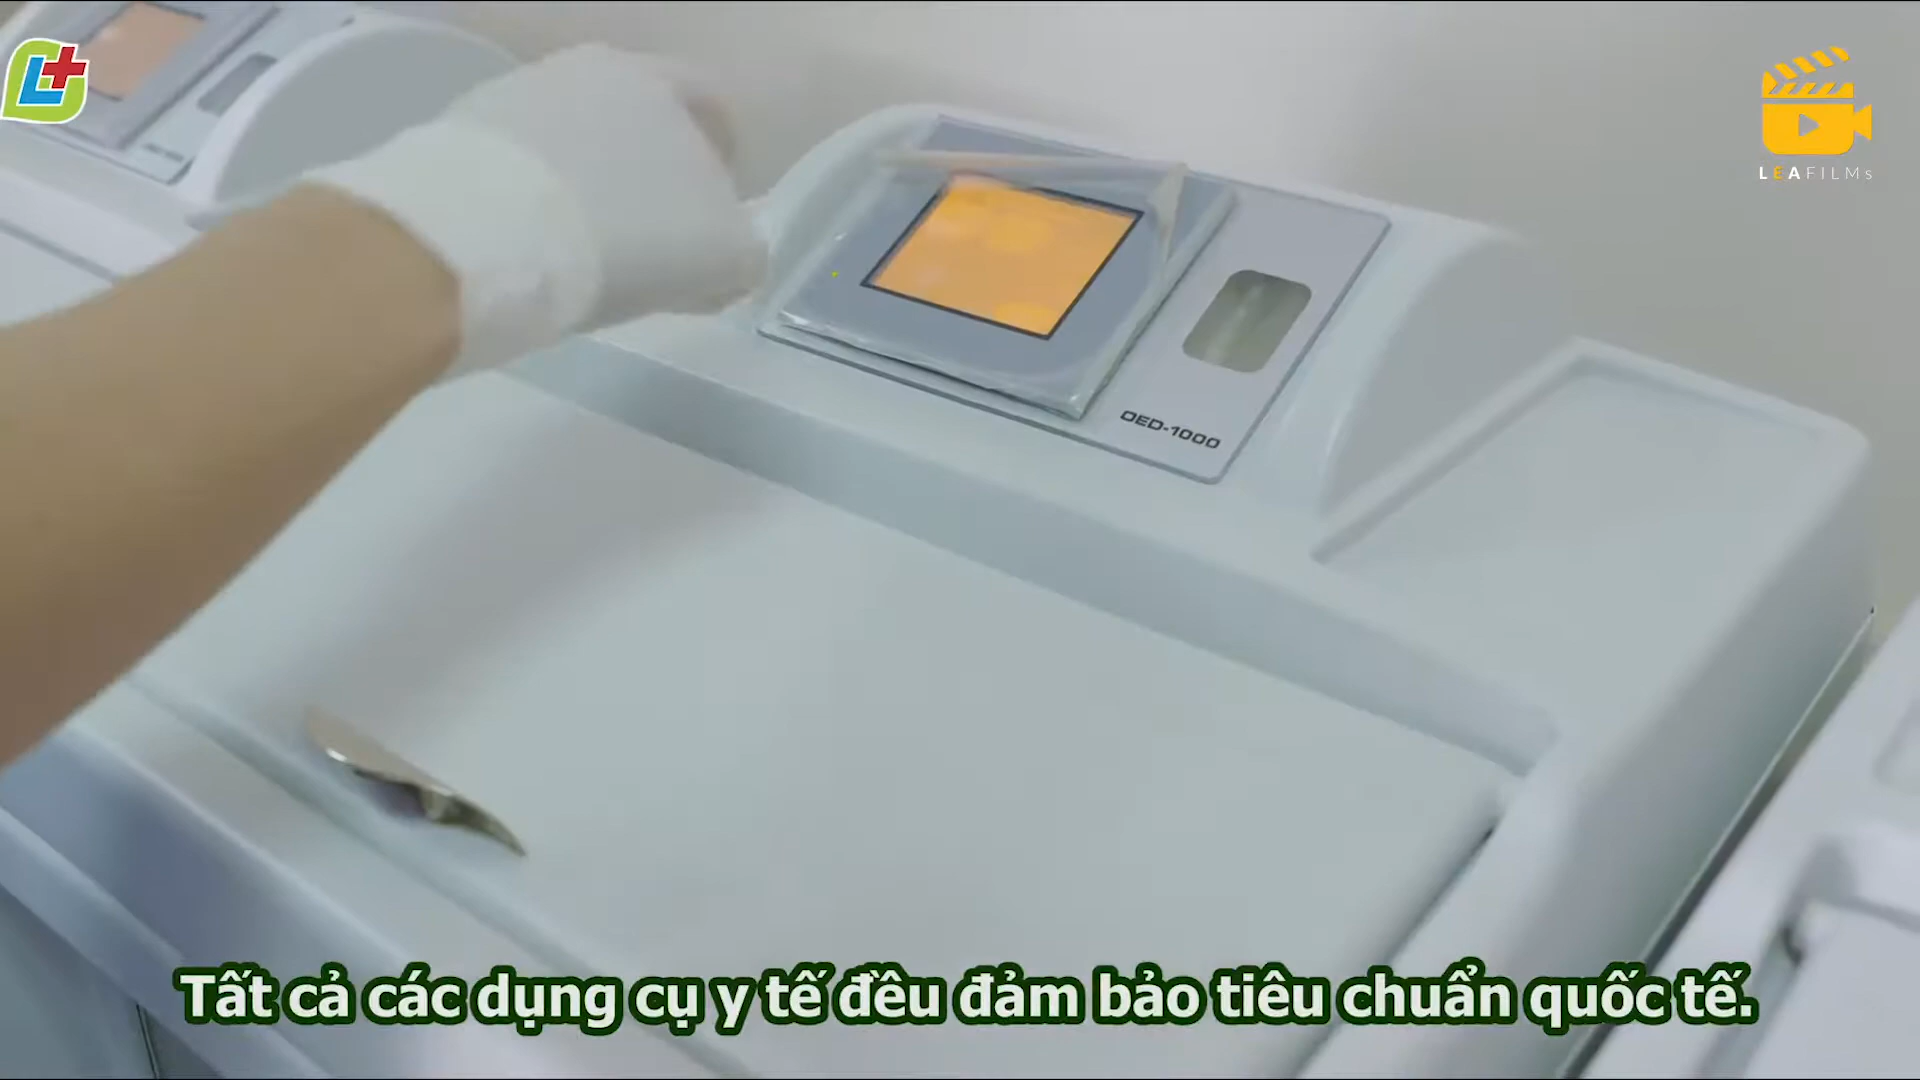 L+
LEAFILMs
OED-1000
Tất cả các dụng cụ y tế đều đảm bảo tiêu chuẩn quốc tế.